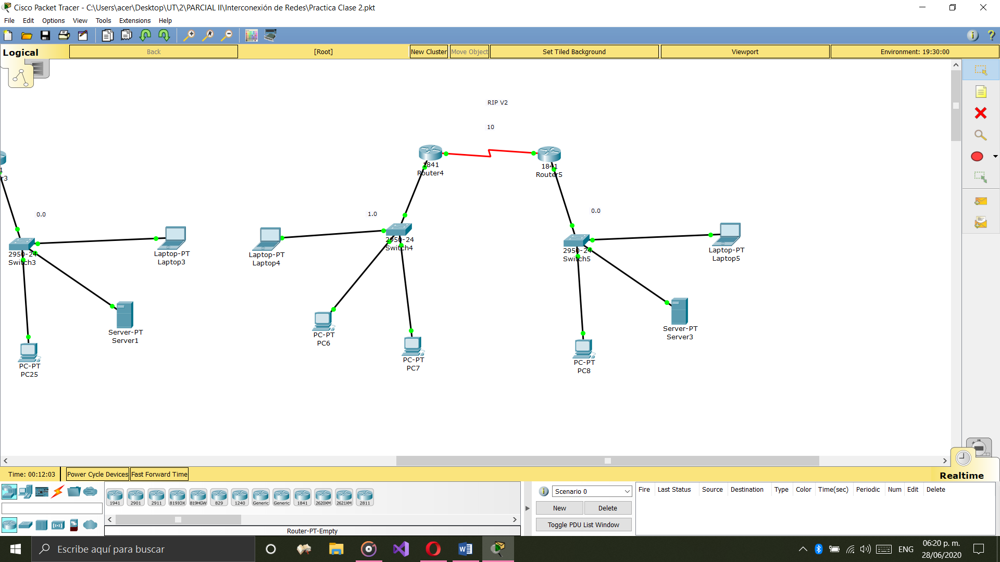 Cisco Packet Tracer - C:\Users\acer\Desktop\UT\2\PARCIAL II\Interconexión de Redes\Practica Clase 2.pkt
File Edit Options View Tools Extensions Help
Logical Back [Root] New Cluster Move Object Set Tiled Background Viewport Environment: 19:30:00
RIP V2
10
1841
Router4
1841
Router5
r3
0.0
1.0
0.0
2950-24
Switch3
Laptop-PT
Laptop3
Laptop-PT
Laptop4
2950-24
Switch4
2950-24
Switch5
Laptop-PT
Laptop5
Server-PT
Server1
PC-PT
PC25
PC-PT
PC6
PC-PT
PC7
PC-PT
PC8
Server-PT
Server3
Time: 00:12:03 Power Cycle Devices Fast Forward Time
Realtime
1941 2901 2911 819IOX 819HGW 829 1240 Generic Generic 1841 2620XM 2621XM 2811
Router-PT-Empty
Scenario 0
New Delete
Toggle PDU List Window
Fire Last Status Source Destination Type Color Time(sec) Periodic Num Edit Delete
Escribe aquí para buscar
ENG
06:20 p. m.
28/06/2020